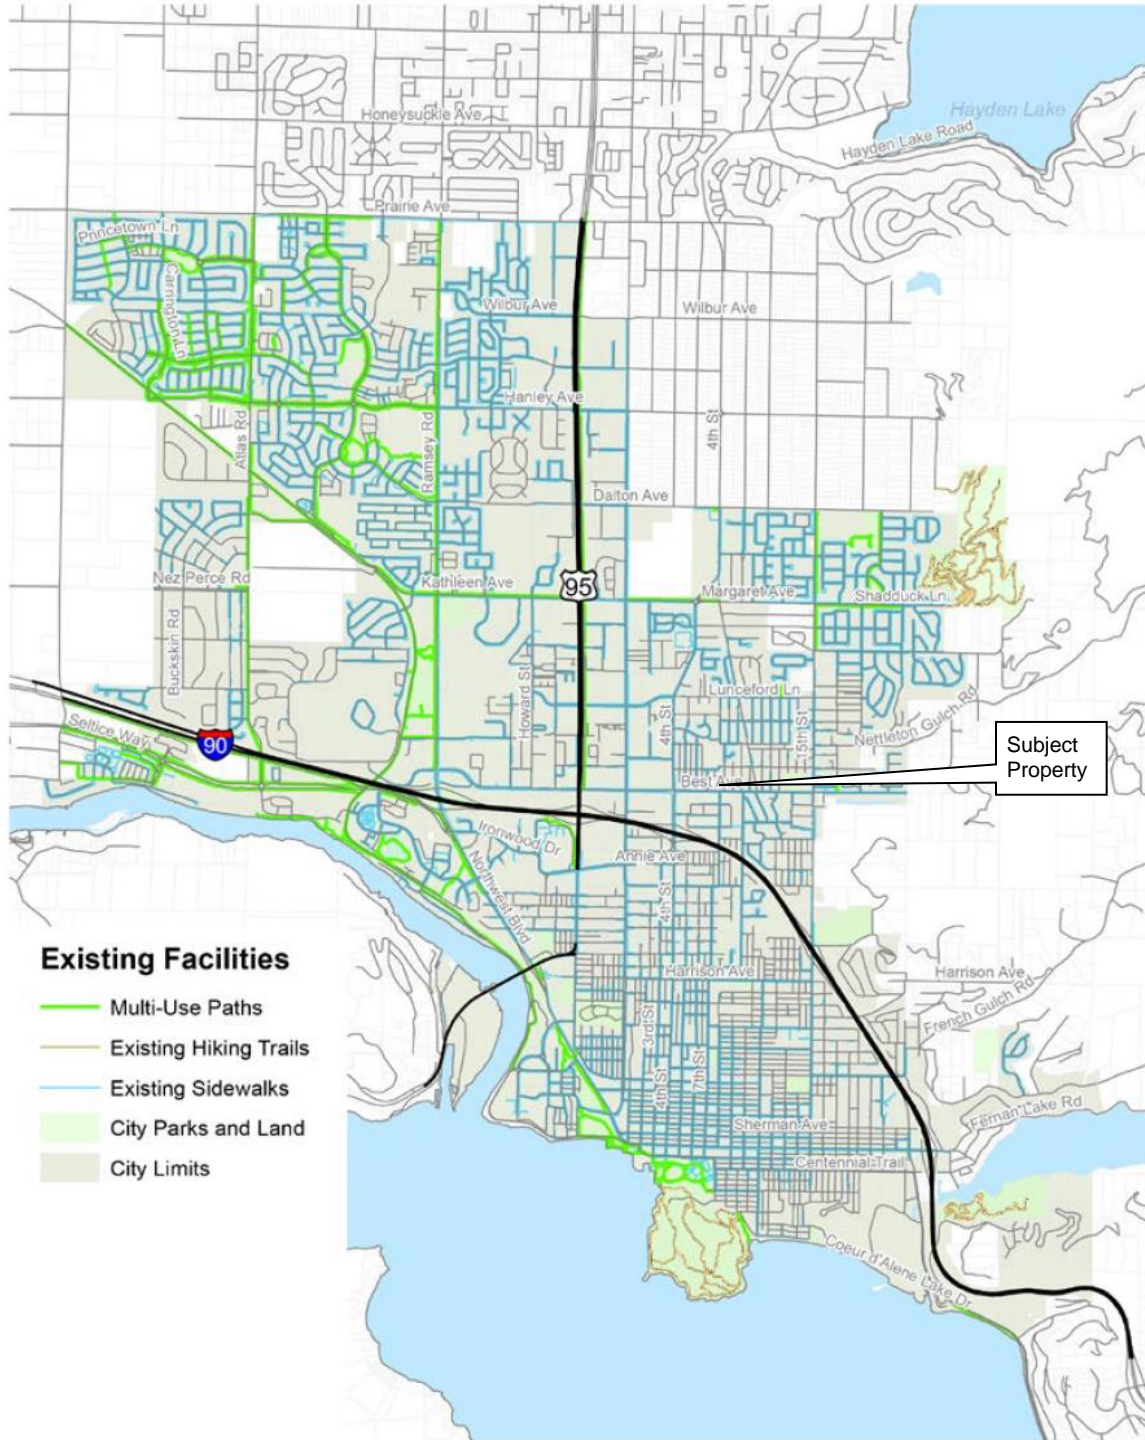 Hayden Lake
Honeysuckle Ave
Hayden Lake Road
Prairie Ave
Princetown Ln
Carrington Ln
Wilbur Ave
Wilbur Ave
Hanley Ave
Atlas Rd
Ramsey Rd
4th St
Dalton Ave
Nez Perce Rd
Kathleen Ave
95
Margaret Ave
Shadduck Ln
Buckskin Rd
Howard St
Lunceford Ln
4th St
15th St
Nettleton Gulch Rd
Seltice Way
90
Best Ave
Subject
Property
Ironwood Dr
Annie Ave
Northwest Blvd
4th St
Harrison Ave
Harrison Ave
French Gulch Rd
3rd St
7th St
4th St
Sherman Ave
Fernan Lake Rd
Centennial Trail
Coeur d'Alene Lake Dr
Existing Facilities
Multi-Use Paths
Existing Hiking Trails
Existing Sidewalks
City Parks and Land
City Limits